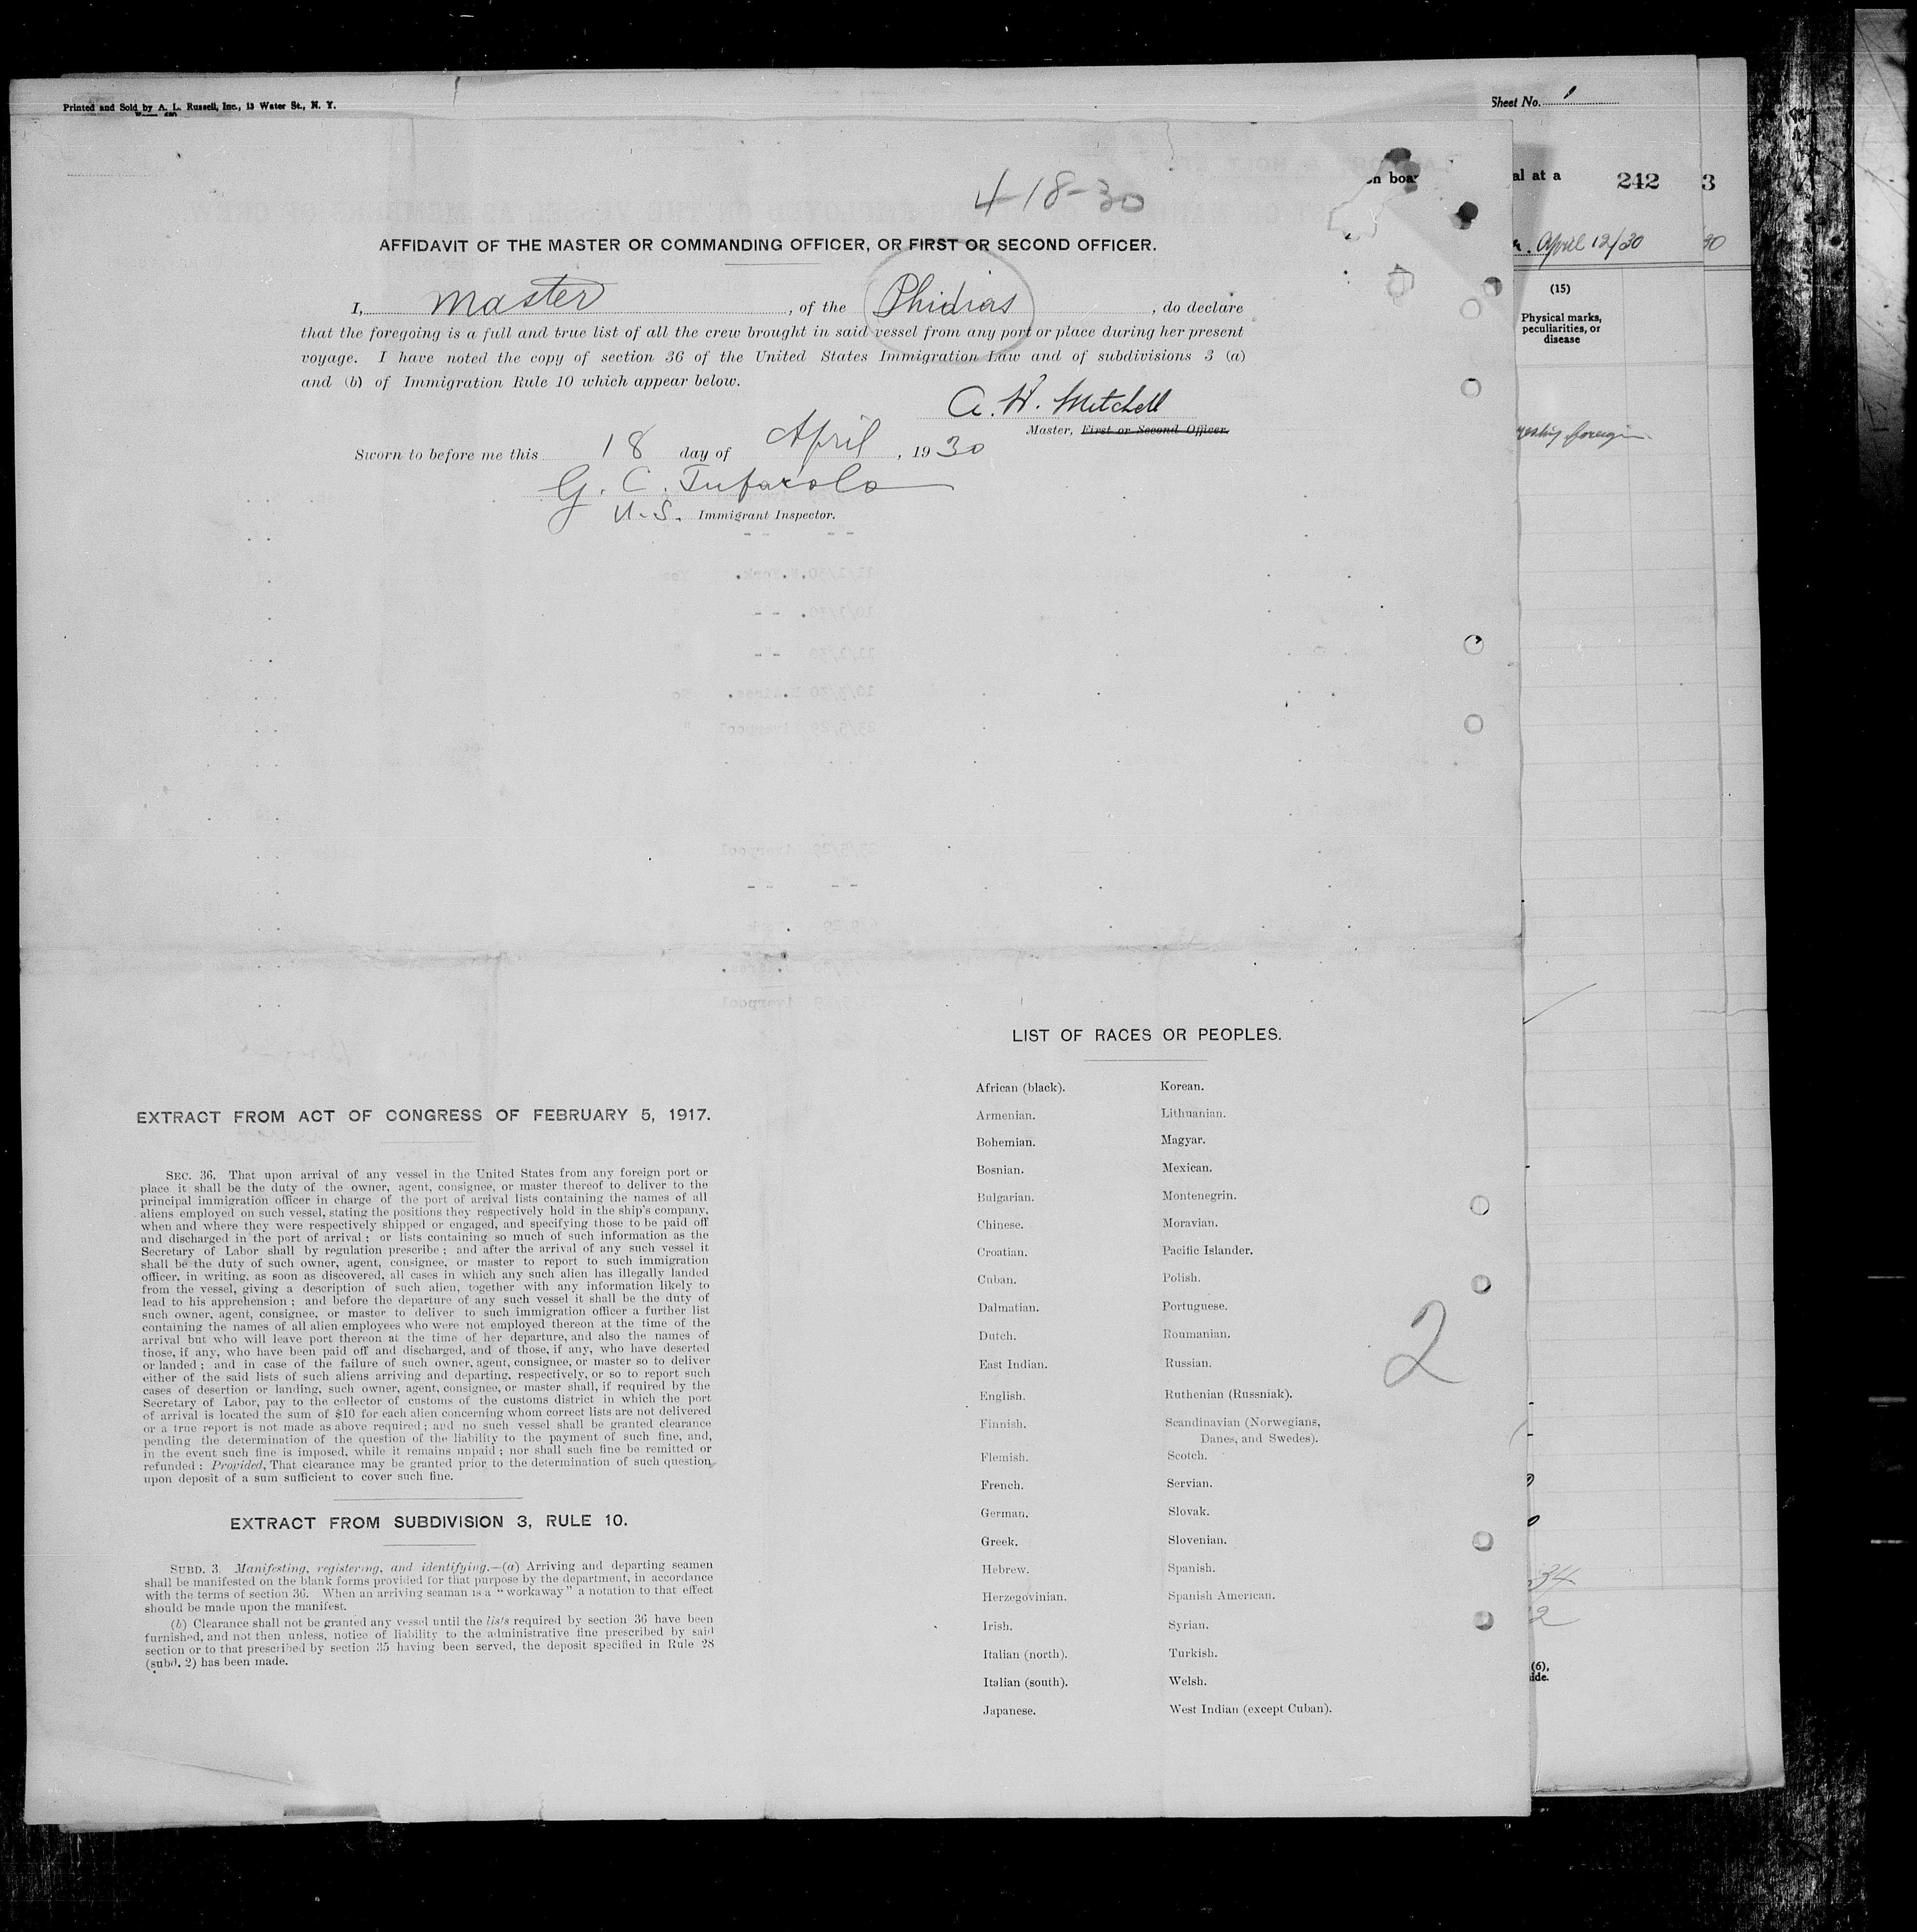 Printed and Sold by A. L. Russell, Inc., 13 Water St., N. Y.
Sheet No. 1
4-18-30
al at a
242
3
April 12/30
30
AFFIDAVIT OF THE MASTER OR COMMANDING OFFICER, OR FIRST OR SECOND OFFICER.
I, Master, of the Phidias, do declare
that the foregoing is a full and true list of all the crew brought in said vessel from any port or place during her present
voyage. I have noted the copy of section 36 of the United States Immigration Law and of subdivisions 3 (a)
and (b) of Immigration Rule 10 which appear below.
A. H. Mitchell
Master, First or Second Officer.
Sworn to before me this 18 day of April, 1930
G. C. Tufarolo
U.S. Immigrant Inspector.
(15)
Physical marks,
peculiarities, or
disease
foreign
EXTRACT FROM ACT OF CONGRESS OF FEBRUARY 5, 1917.
SEC. 36. That upon arrival of any vessel in the United States from any foreign port or
place it shall be the duty of the owner, agent, consignee, or master thereof to deliver to the
principal immigration officer in charge of the port of arrival lists containing the names of all
aliens employed on such vessel, stating the positions they respectively hold in the ship's company,
when and where they were respectively shipped or engaged, and specifying those to be paid off
and discharged in the port of arrival; or lists containing so much of such information as the
Secretary of Labor shall by regulation prescribe; and after the arrival of any such vessel it
shall be the duty of such owner, agent, consignee, or master to report to such immigration
officer, in writing, as soon as discovered, all cases in which any such alien has illegally landed
from the vessel, giving a description of such alien, together with any information likely to
lead to his apprehension; and before the departure of any such vessel it shall be the duty of
such owner, agent, consignee, or master to deliver to such immigration officer a further list
containing the names of all alien employees who were not employed thereon at the time of the
arrival but who will leave port thereon at the time of her departure, and also the names of
those, if any, who have been paid off and discharged, and of those, if any, who have deserted
or landed; and in case of the failure of such owner, agent, consignee, or master so to deliver
either of the said lists of such aliens arriving and departing, respectively, or so to report such
cases of desertion or landing, such owner, agent, consignee, or master shall, if required by the
Secretary of Labor, pay to the collector of customs of the customs district in which the port
of arrival is located the sum of $10 for each alien concerning whom correct lists are not delivered
or a true report is not made as above required; and no such vessel shall be granted clearance
pending the determination of the question of the liability to the payment of such fine, and,
in the event such fine is imposed, while it remains unpaid; nor shall such fine be remitted or
refunded: Provided, That clearance may be granted prior to the determination of such question
upon deposit of a sum sufficient to cover such fine.
EXTRACT FROM SUBDIVISION 3, RULE 10.
SUBD. 3. Manifesting, registering, and identifying.—(a) Arriving and departing seamen
shall be manifested on the blank forms provided for that purpose by the department, in accordance
with the terms of section 36. When an arriving seaman is a "workaway" a notation to that effect
should be made upon the manifest.
(b) Clearance shall not be granted any vessel until the lists required by section 36 have been
furnished, and not then unless, notice of liability to the administrative fine prescribed by said
section or to that prescribed by section 35 having been served, the deposit specified in Rule 28
(subd. 2) has been made.
LIST OF RACES OR PEOPLES.
African (black).
Armenian.
Bohemian.
Bosnian.
Bulgarian.
Chinese.
Croatian.
Cuban.
Dalmatian.
Dutch.
East Indian.
English.
Finnish.
Flemish.
French.
German.
Greek.
Hebrew.
Herzegovinian.
Irish.
Italian (north).
Italian (south).
Japanese.
Korean.
Lithuanian.
Magyar.
Mexican.
Montenegrin.
Moravian.
Pacific Islander.
Polish.
Portuguese.
Roumanian.
Russian.
Ruthenian (Russniak).
Scandinavian (Norwegians,
Danes, and Swedes).
Scotch.
Servian.
Slovak.
Slovenian.
Spanish.
Spanish American.
Syrian.
Turkish.
Welsh.
West Indian (except Cuban).
2
34
2
(6),
ide.